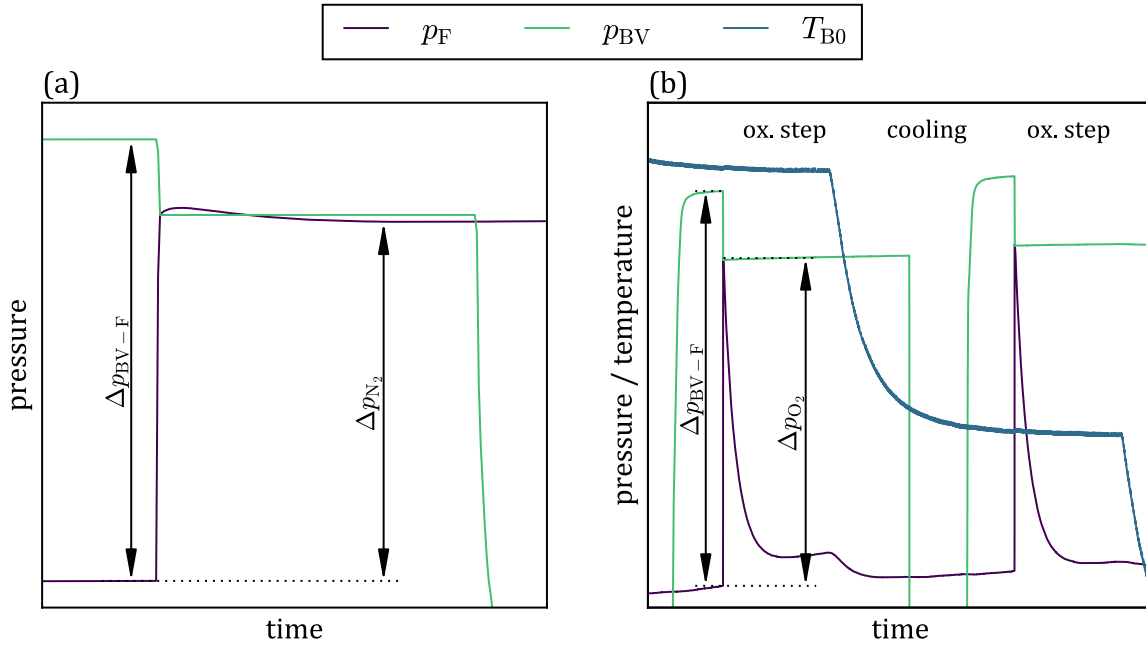 p_F p_BV T_B0
(a)
pressure
Δp_BV − F
Δp_N₂
time
(b)
ox. step cooling ox. step
pressure / temperature
Δp_BV − F
Δp_O₂
time